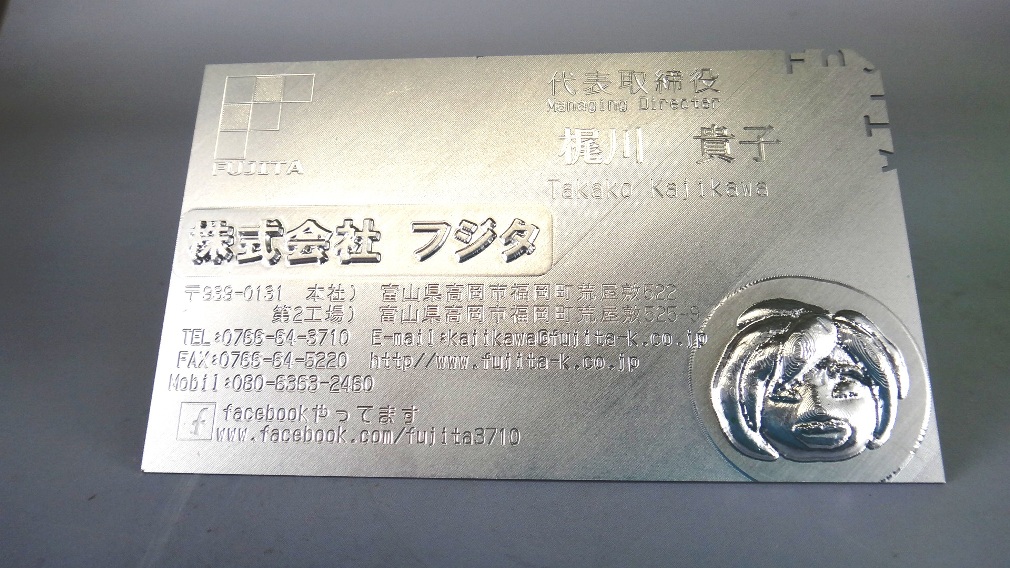 FUJITA
代表取締役
Managing Director
梶川 貴子
Takako Kajikawa
株式会社 フジタ
〒939-0131 本社） 富山県高岡市福岡町荒屋敷522
第2工場） 富山県高岡市福岡町荒屋敷525-8
TEL:0766-64-3710 E-mail:kajikawa@fujita-k.co.jp
FAX:0766-64-5220 http//www.fujita-k.co.jp
Mobil:080-6363-2460
f facebookやってます
www.facebook.com/fujita3710